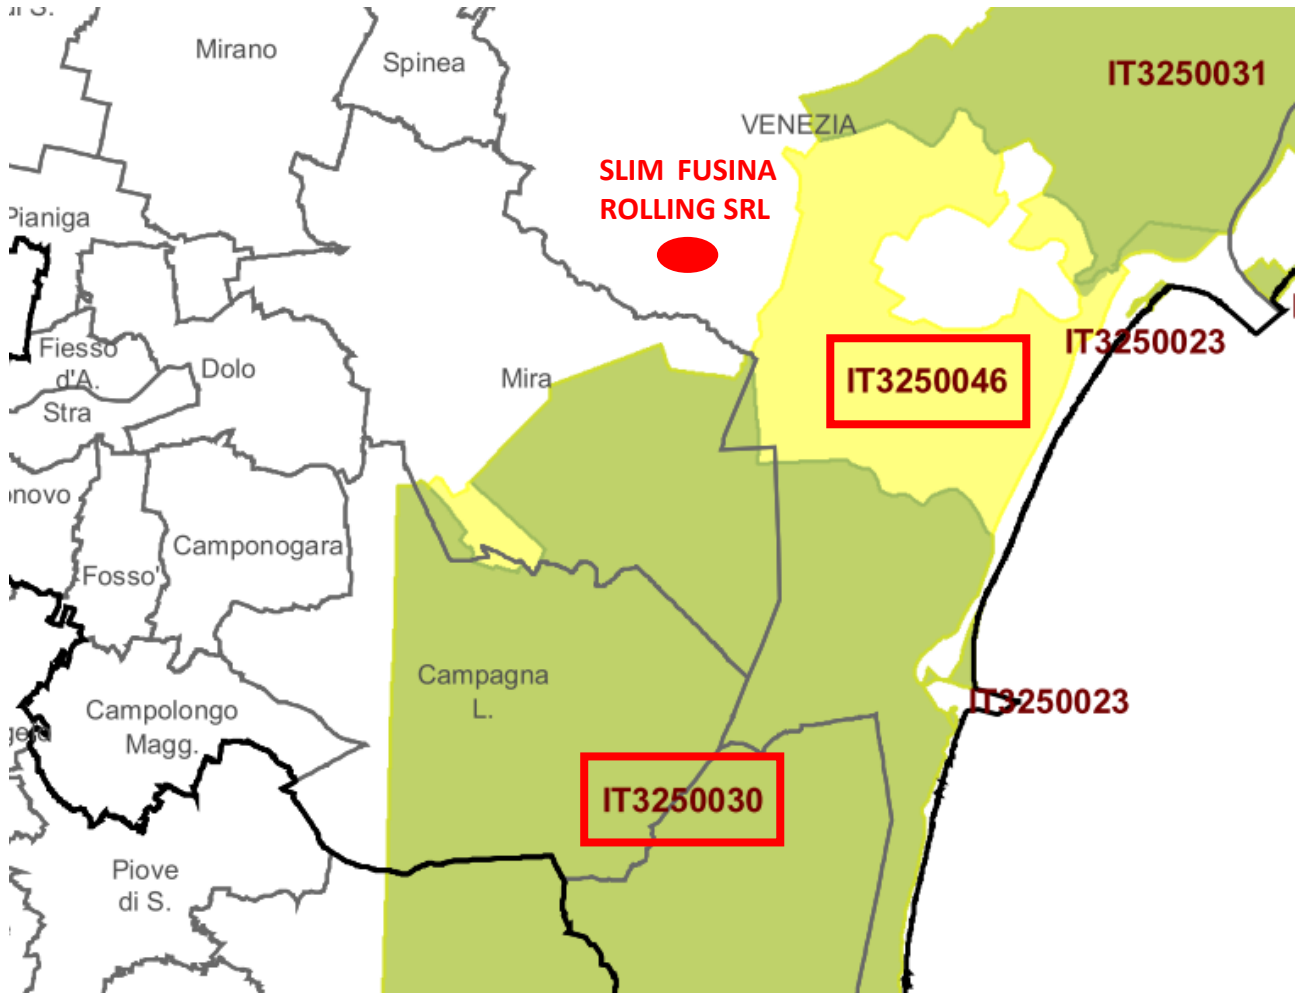 Mirano
Spinea
IT3250031
VENEZIA
SLIM FUSINA
ROLLING SRL
Pianiga
IT3250023
Fiesso
d'A.
Dolo
Mira
IT3250046
Stra
Camponogara
Fosso'
Campagna
L.
IT3250023
Campolongo
Magg.
IT3250030
Piove
di S.